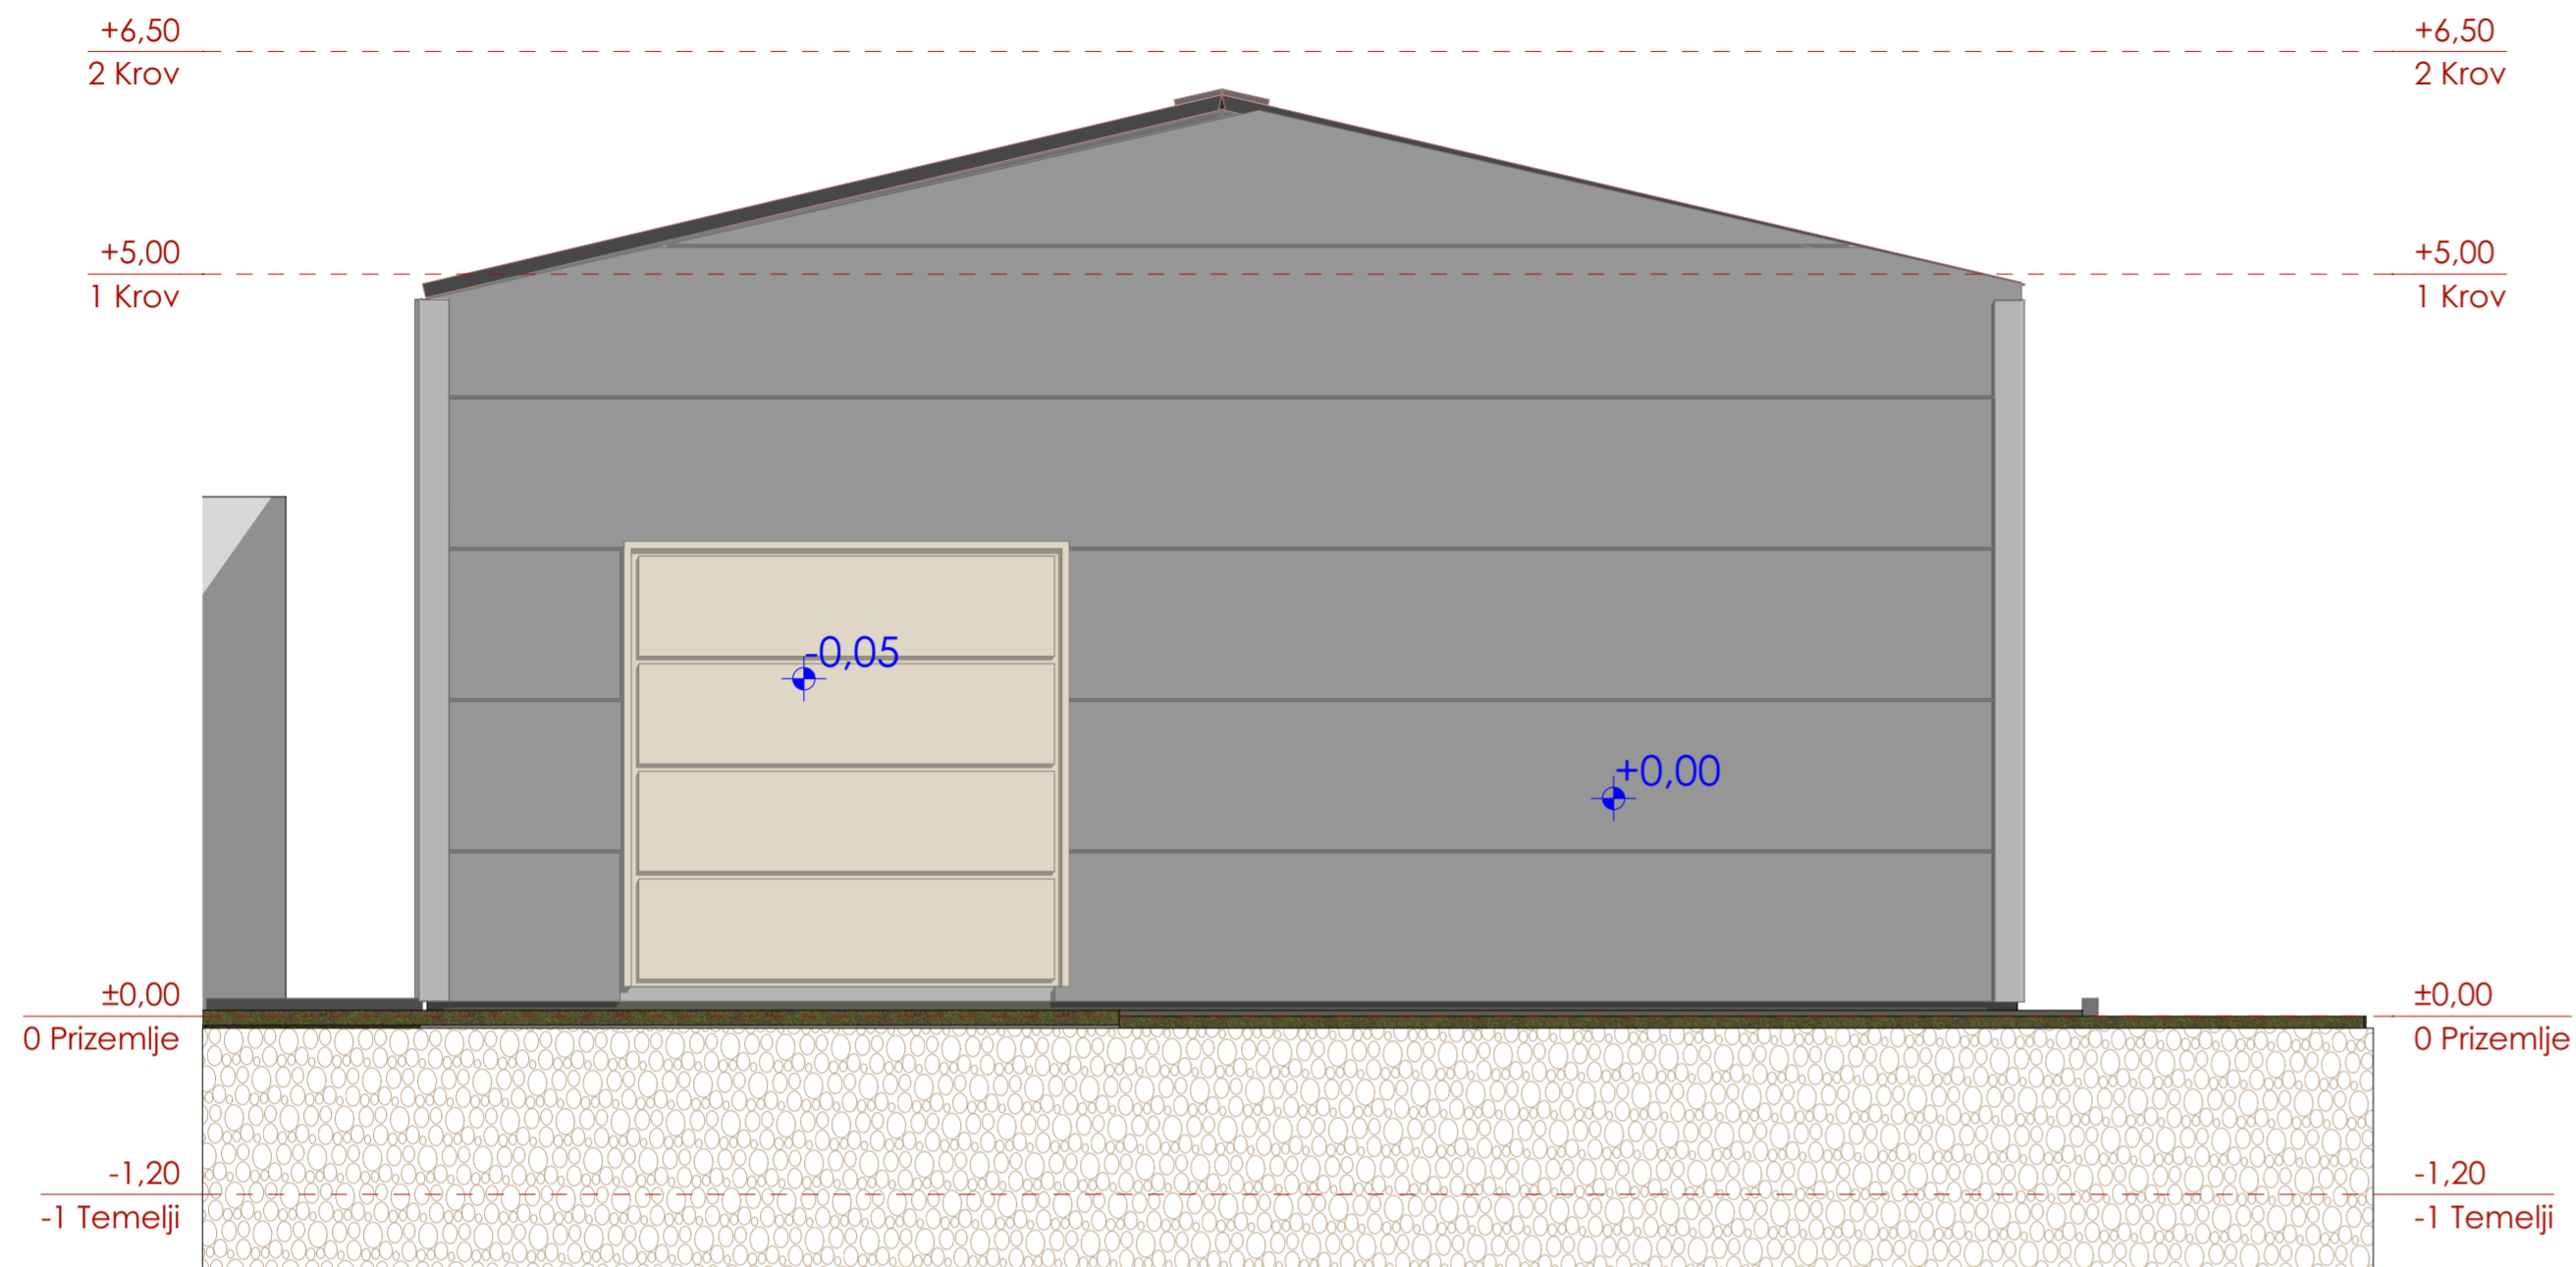 +6,50
2 Krov
+6,50
2 Krov
+5,00
1 Krov
+5,00
1 Krov
-0,05
+0,00
±0,00
0 Prizemlje
±0,00
0 Prizemlje
-1,20
-1 Temelji
-1,20
-1 Temelji